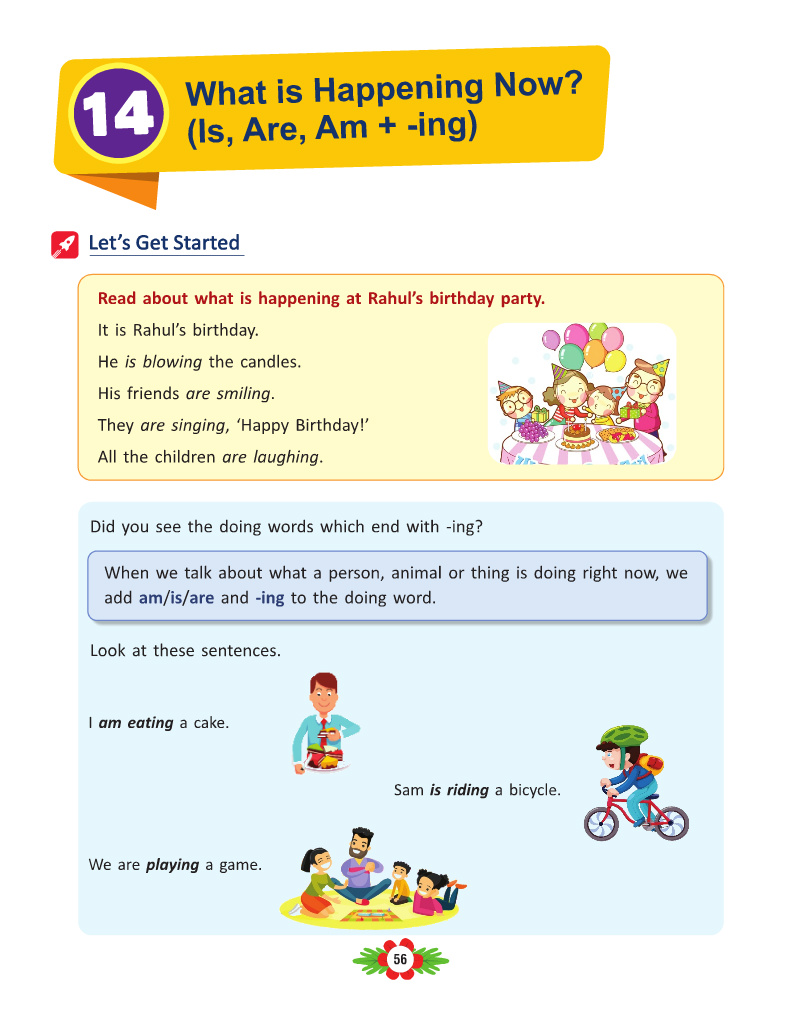 14
What is Happening Now?
(Is, Are, Am + -ing)
Let's Get Started
Read about what is happening at Rahul's birthday party.
It is Rahul's birthday.
He is blowing the candles.
His friends are smiling.
They are singing, 'Happy Birthday!'
All the children are laughing.
Did you see the doing words which end with -ing?
When we talk about what a person, animal or thing is doing right now, we
add am/is/are and -ing to the doing word.
Look at these sentences.
I am eating a cake.
Sam is riding a bicycle.
We are playing a game.
56